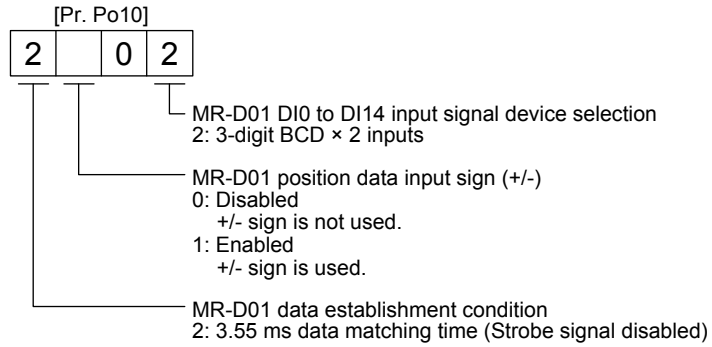 [Pr. Po10]
2 0 2
MR-D01 DI0 to DI14 input signal device selection
2: 3-digit BCD × 2 inputs
MR-D01 position data input sign (+/-)
0: Disabled
+/- sign is not used.
1: Enabled
+/- sign is used.
MR-D01 data establishment condition
2: 3.55 ms data matching time (Strobe signal disabled)